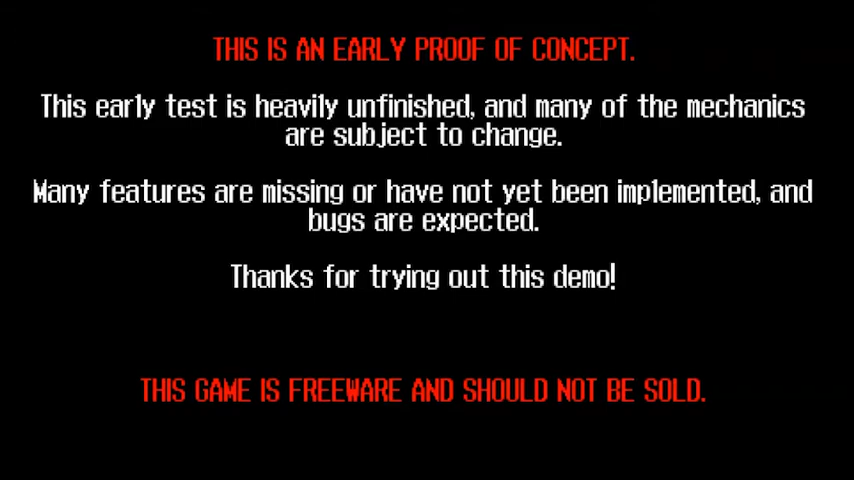 THIS IS AN EARLY PROOF OF CONCEPT.
This early test is heavily unfinished, and many of the mechanics
are subject to change.
Many features are missing or have not yet been implemented, and
bugs are expected.
Thanks for trying out this demo!
THIS GAME IS FREEWARE AND SHOULD NOT BE SOLD.